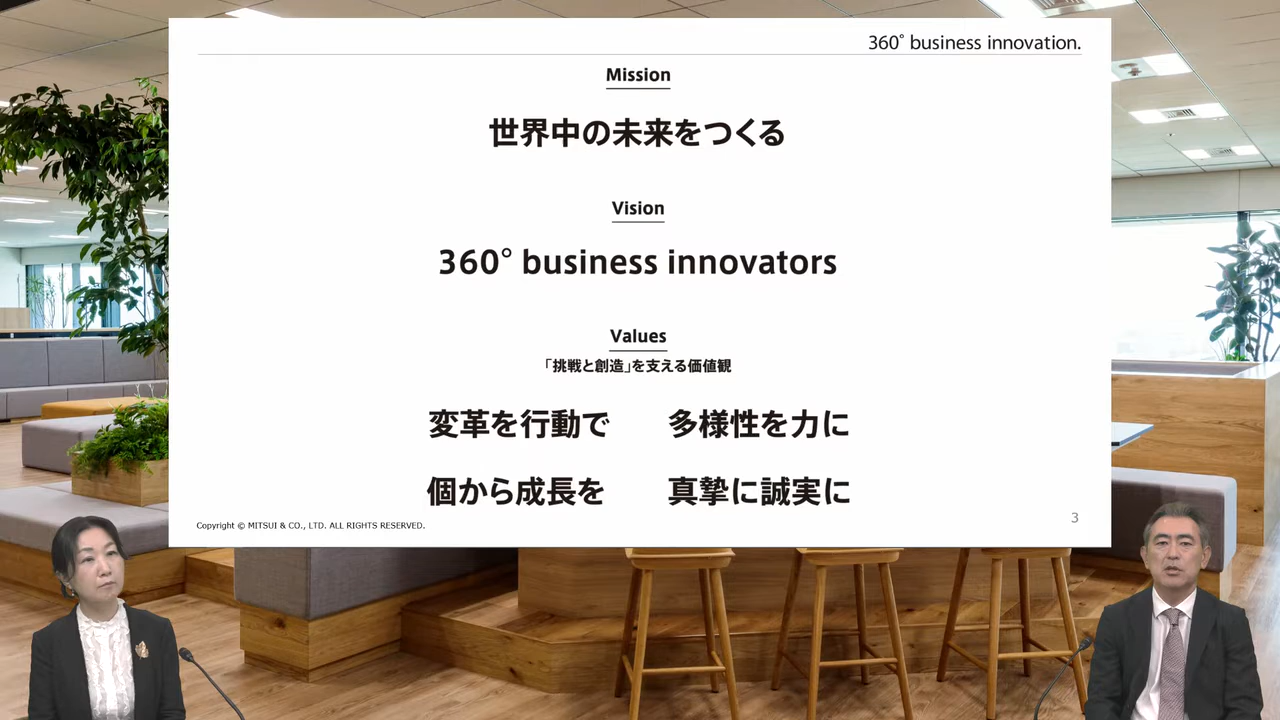 360° business innovation.
Mission
世界中の未来をつくる
Vision
360° business innovators
Values
「挑戦と創造」を支える価値観
変革を行動で 多様性を力に
個から成長を 真摯に誠実に
Copyright © MITSUI & CO., LTD. ALL RIGHTS RESERVED.
3